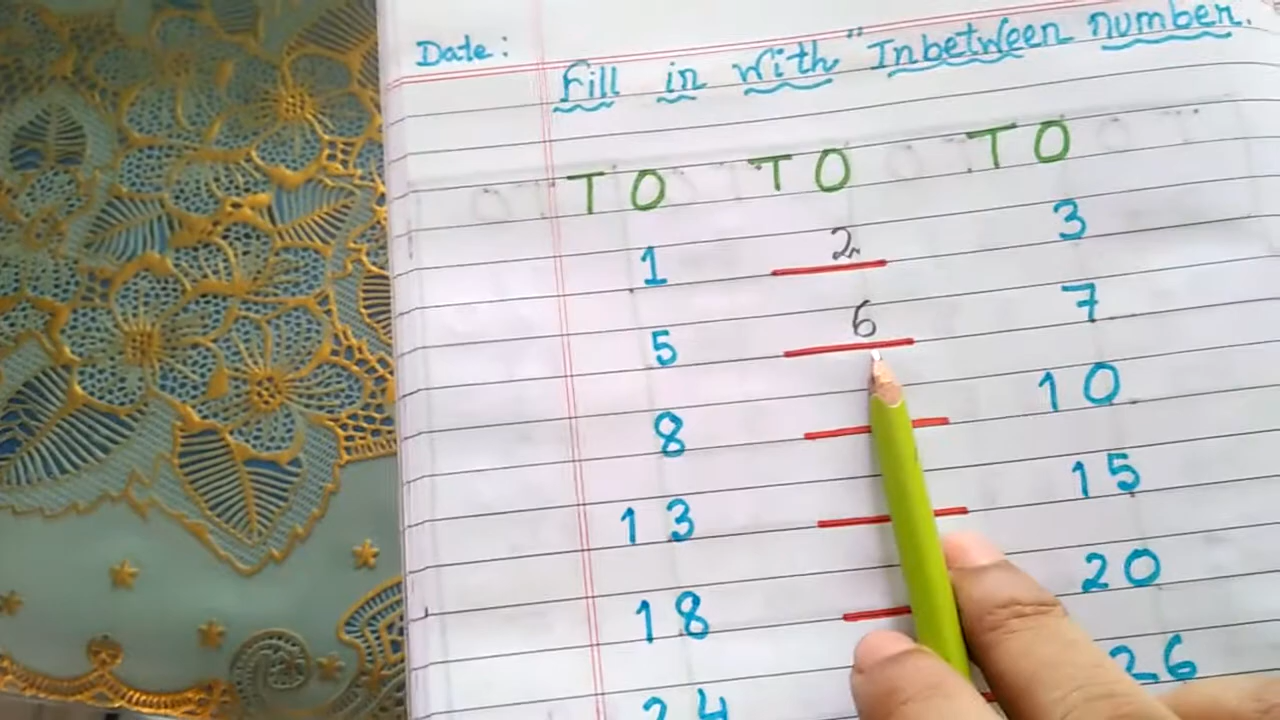 Date:
Fill in With "Inbetween number.
T O T O T O
1 2 3
5 6 7
8 10
13 15
18 20
24 26